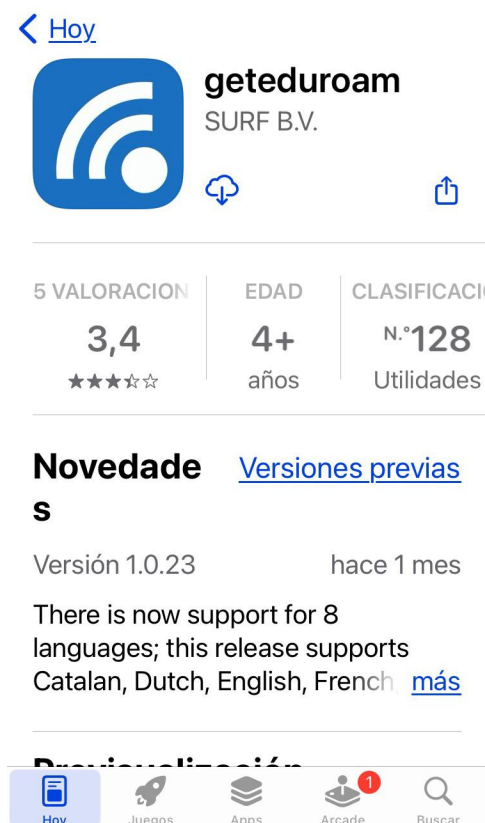 Hoy
geteduroam
SURF B.V.
5 VALORACION
EDAD
CLASIFICACI
3,4
4+
N.º128
años
Utilidades
Novedade
s
Versiones previas
Versión 1.0.23
hace 1 mes
There is now support for 8
languages; this release supports
Catalan, Dutch, English, French
más
Previsualización
1
Hoy
Juegos
Apps
Arcade
Buscar